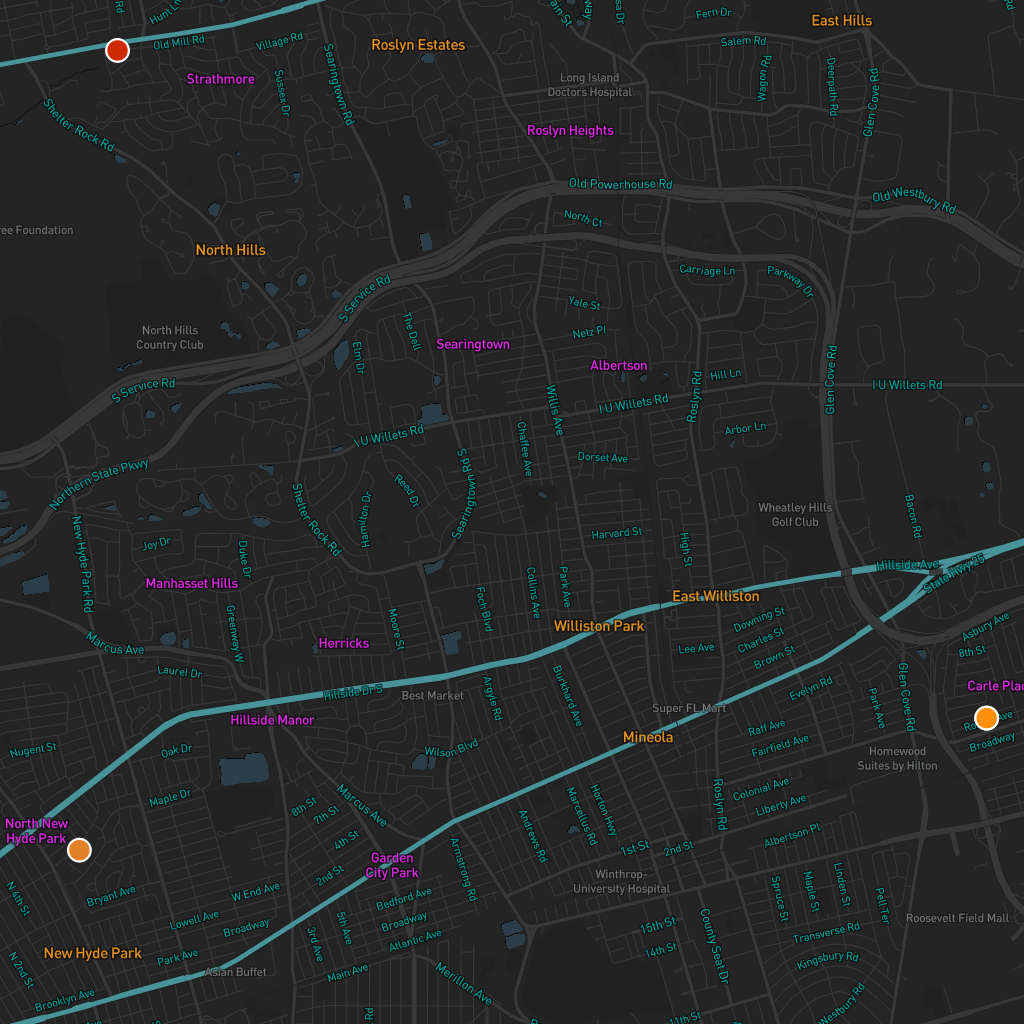 Hunt Ln
Fern Dr
East Hills
Old Mill Rd
Village Rd
Roslyn Estates
Salem Rd
Strathmore
Sussex Dr
Searingtown Rd
Long Island
Doctors Hospital
Wagon Rd
Deerpath Rd
Glen Cove Rd
Shelter Rock Rd
Roslyn Heights
Old Powerhouse Rd
Old Westbury Rd
North Ct
North Hills
Carriage Ln
Parkway Dr
S Service Rd
Yale St
North Hills
Country Club
The Dell
Elm Dr
Searingtown
Netz Pl
Albertson
S Service Rd
Hill Ln
Roslyn Rd
Glen Cove Rd
I U Willets Rd
Willis Ave
I U Willets Rd
I U Willets Rd
Chaffee Ave
Arbor Ln
Dorset Ave
Northern State Pkwy
Searingtown Rd S
Reed Dr
Hamilton Dr
Shelter Rock Rd
Wheatley Hills
Golf Club
Bacon Rd
New Hyde Park Rd
Joy Dr
Duke Dr
Harvard St
High St
Hillside Ave
State Hwy 25
Manhasset Hills
Collins Ave
Park Ave
East Williston
Foch Blvd
Greenway W
Moore St
Williston Park
Downing St
Asbury Ave
Marcus Ave
Herricks
Lee Ave
Charles St
Brown St
8th St
Laurel Dr
Hillside Dr S
Best Market
Argyle Rd
Burkhard Ave
Evelyn Rd
Park Ave
Glen Cove Rd
Super FL Mart
Hillside Manor
Raff Ave
Broadway
Nugent St
Oak Dr
Wilson Blvd
Mineola
Fairfield Ave
Homewood
Suites by Hilton
Maple Dr
8th St
7th St
Marcus Ave
Marcellus Rd
Horton Hwy
Roslyn Rd
Colonial Ave
Liberty Ave
North New
Hyde Park
4th St
Andrews Rd
Albertson Pl
1st St
2nd St
Garden
City Park
Armstrong Rd
2nd St
Winthrop-
University Hospital
N 4th St
Bryant Ave
W End Ave
Bedford Ave
Spruce St
Maple St
Linden St
Pell Ter
Lowell Ave
Broadway
5th Ave
Broadway
Roosevelt Field Mall
15th St
County Seat Dr
Transverse Rd
3rd Ave
Atlantic Ave
14th St
New Hyde Park
Park Ave
Kingsbury Rd
N 2nd St
Asian Buffet
Main Ave
Merillon Ave
Brooklyn Ave
Westbury Rd
11th St